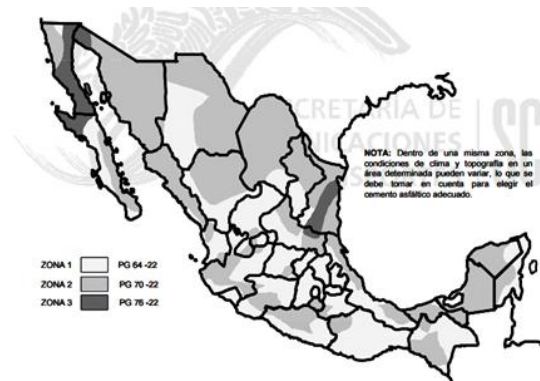 CRETARÍA DE
SC
NICACIONES
NOTA: Dentro de una misma zona, las
condiciones de clima y topografía en un
área determinada pueden variar, lo que se
debe tomar en cuenta para elegir el
cemento asfáltico adecuado.
ZONA 1 PG 64 -22
ZONA 2 PG 70 -22
ZONA 3 PG 76 -22